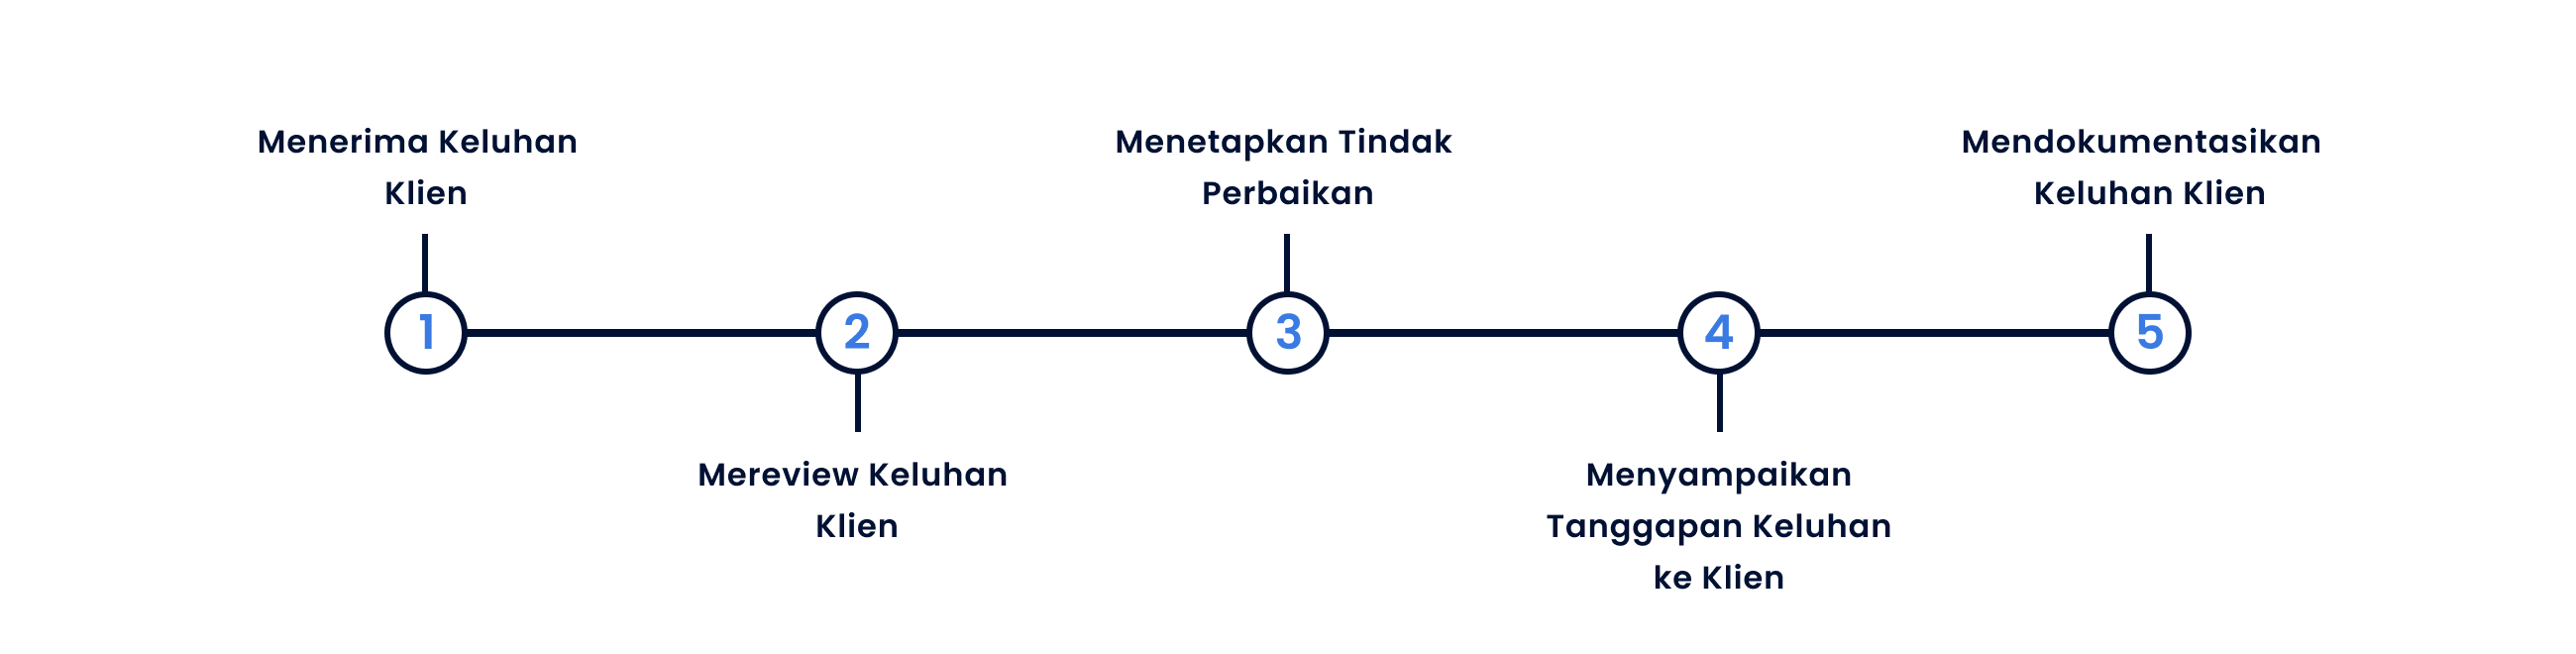 Menerima Keluhan
Klien
Menetapkan Tindak
Perbaikan
Mendokumentasikan
Keluhan Klien
1
2
3
4
5
Mereview Keluhan
Klien
Menyampaikan
Tanggapan Keluhan
ke Klien